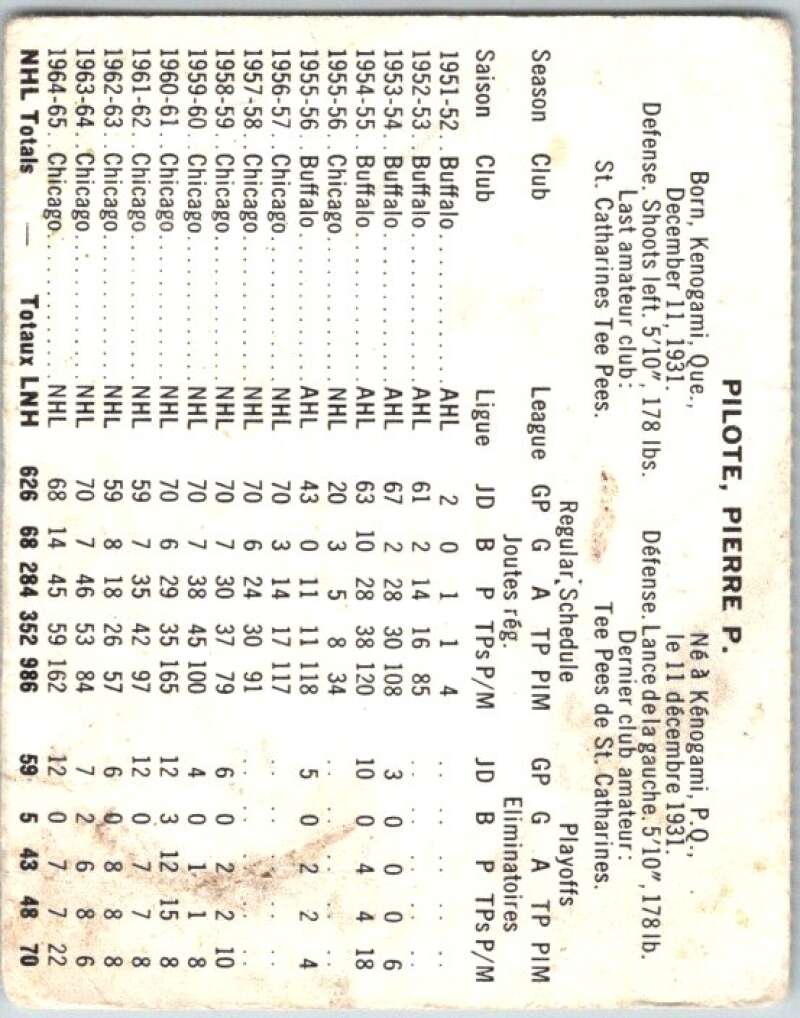 PILOTE, PIERRE P.
Born, Kenogami, Que., Né à Kénogami, P.Q.,
December 11, 1931. le 11 décembre 1931.
Defense. Shoots left. 5'10", 178 lbs. Défense. Lance de la gauche. 5'10", 178 lb.
Last amateur club: Dernier club amateur:
St. Catharines Tee Pees. Tee Pees de St. Catharines.
Regular Schedule Playoffs
Season Club League GP G A TP PIM GP G A TP PIM
Joutes rég. Eliminatoires
Saison Club Ligue JD B P TPs P/M JD B P TPs P/M
1951-52.. Buffalo.............. AHL 2 0 1 1 4 .. .. .. .. ..
1952-53.. Buffalo.............. AHL 61 2 14 16 85 .. .. .. .. ..
1953-54.. Buffalo.............. AHL 67 2 28 30 108 3 0 0 0 6
1954-55.. Buffalo.............. AHL 63 10 28 38 120 10 0 4 4 18
1955-56.. Chicago............. NHL 20 3 5 8 34 .. .. .. .. ..
1955-56.. Buffalo.............. AHL 43 0 11 11 118 5 0 2 2 4
1956-57.. Chicago............. NHL 70 3 14 17 117 .. .. .. .. ..
1957-58.. Chicago............. NHL 70 6 24 30 91 .. .. .. .. ..
1958-59.. Chicago............. NHL 70 7 30 37 79 6 0 2 2 10
1959-60.. Chicago............. NHL 70 7 38 45 100 4 0 1 1 8
1960-61.. Chicago............. NHL 70 6 29 35 165 12 3 12 15 8
1961-62.. Chicago............. NHL 59 7 35 42 97 12 0 7 7 8
1962-63.. Chicago............. NHL 59 8 18 26 57 6 0 8 8 8
1963-64.. Chicago............. NHL 70 7 46 53 84 7 2 6 8 6
1964-65.. Chicago............. NHL 68 14 45 59 162 12 0 7 7 22
NHL Totals — Totaux LNH 626 68 284 352 986 59 5 43 48 70